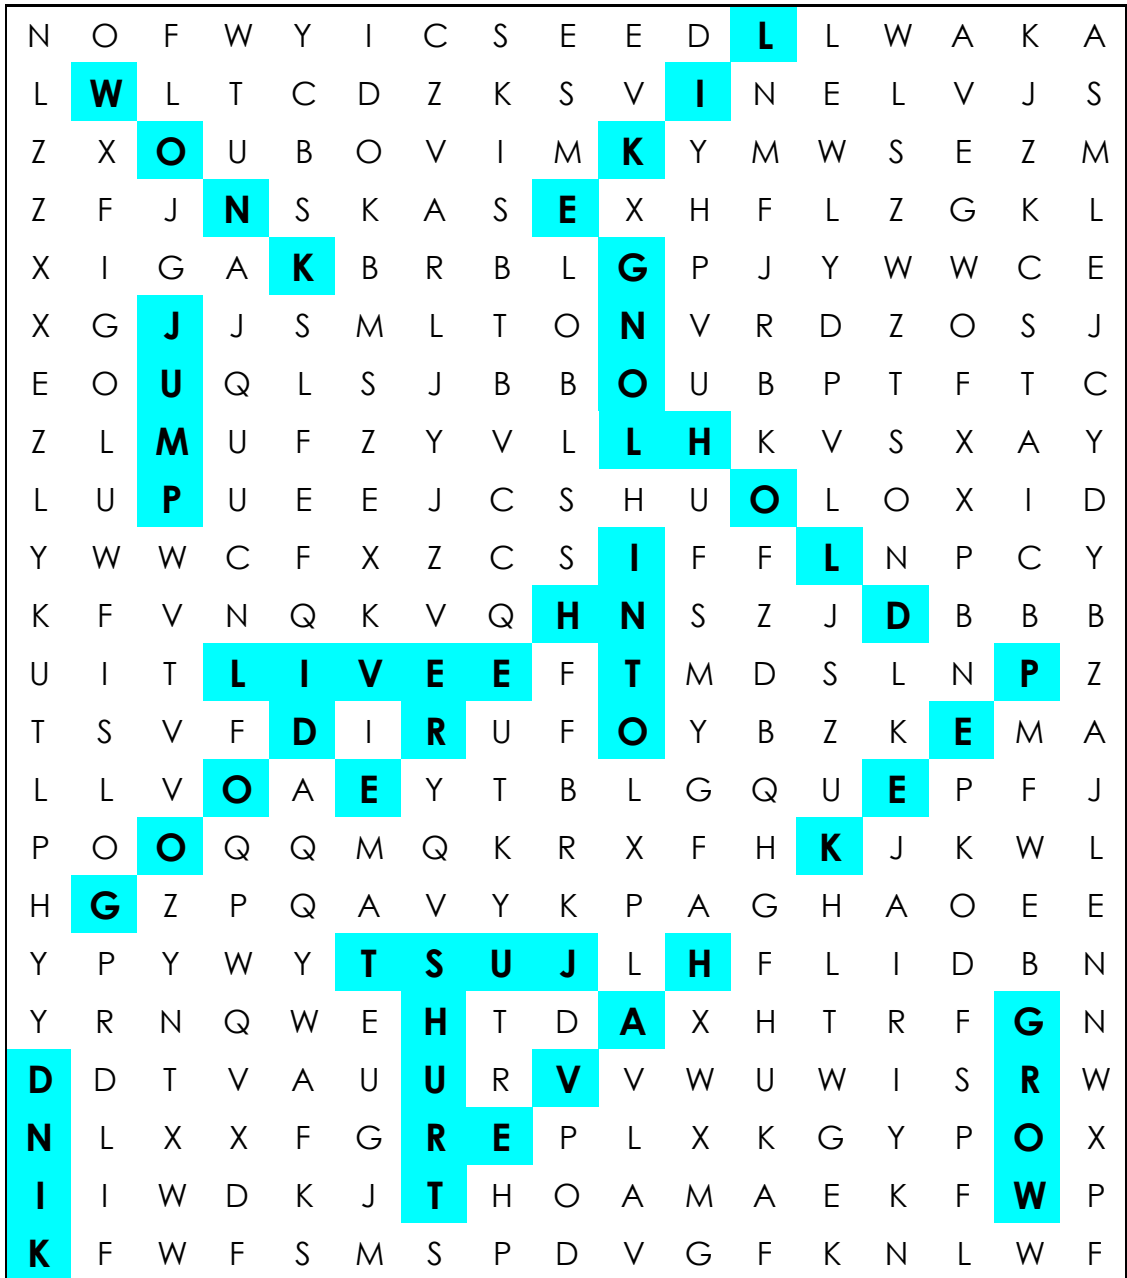 N O F W Y I C S E E D L L W A K A
L W L T C D Z K S V I N E L V J S
Z X O U B O V I M K Y M W S E Z M
Z F J N S K A S E X H F L Z G K L
X I G A K B R B L G P J Y W W C E
X G J J S M L T O N V R D Z O S J
E O U Q L S J B B O U B P T F T C
Z L M U F Z Y V L L H K V S X A Y
L U P U E E J C S H U O L O X I D
Y W W C F X Z C S I F F L N P C Y
K F V N Q K V Q H N S Z J D B B B
U I T L I V E E F T M D S L N P Z
T S V F D I R U F O Y B Z K E M A
L L V O A E Y T B L G Q U E P F J
P O O Q Q M Q K R X F H K J K W L
H G Z P Q A V Y K P A G H A O E E
Y P Y W Y T S U J L H F L I D B N
Y R N Q W E H T D A X H T R F G N
D D T V A U U R V V W U W I S R W
N L X X F G R E P L X K G Y P O X
I I W D K J T H O A M A E K F W P
K F W F S M S P D V G F K N L W F